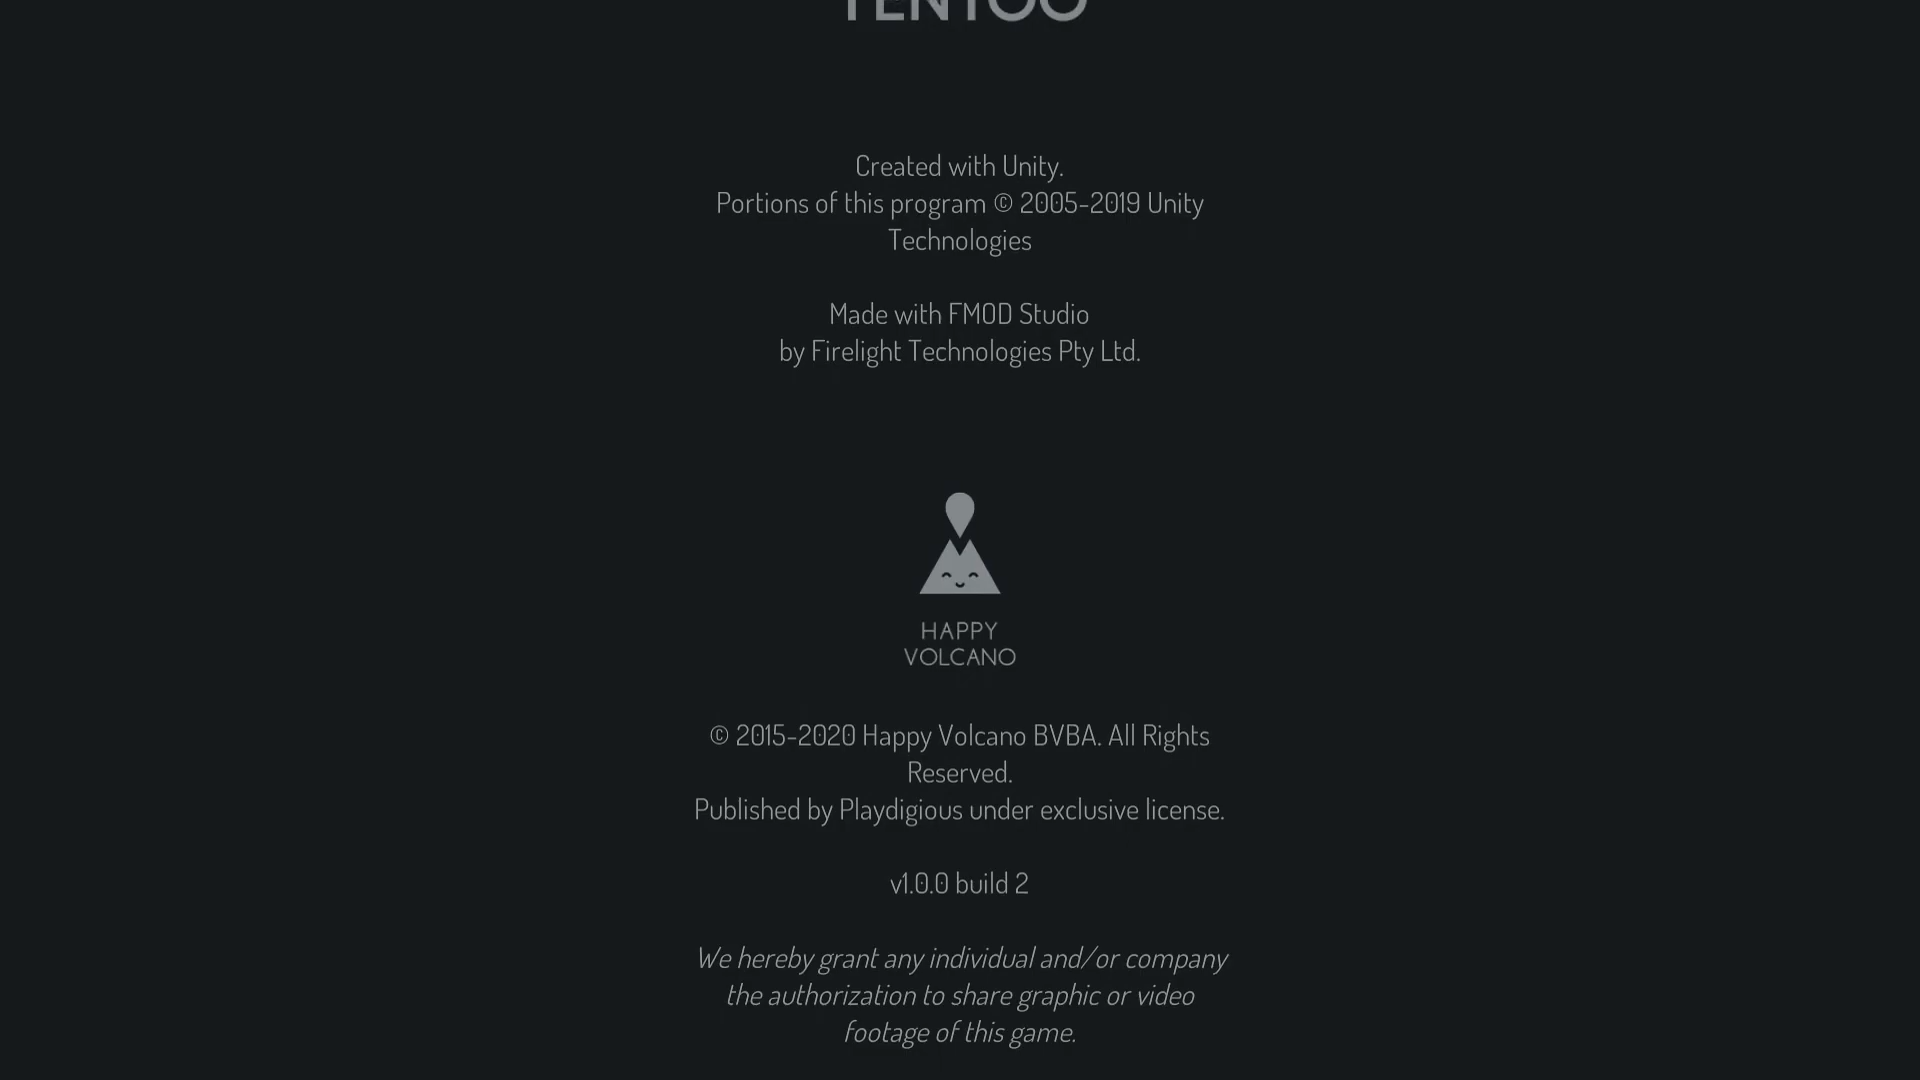 TENTOO
Created with Unity.
Portions of this program © 2005-2019 Unity
Technologies
Made with FMOD Studio
by Firelight Technologies Pty Ltd.
HAPPY
VOLCANO
© 2015-2020 Happy Volcano BVBA. All Rights
Reserved.
Published by Playdigious under exclusive license.
v1.0.0 build 2
We hereby grant any individual and/or company
the authorization to share graphic or video
footage of this game.